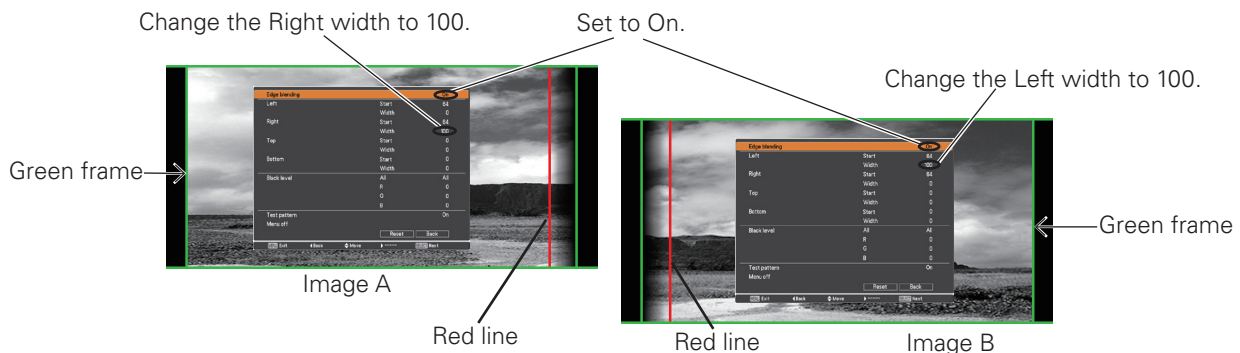 Change the Right width to 100.
Set to On.
Change the Left width to 100.
Green frame
Edge blending On
Left Start 64
Width 0
Right Start 64
Width 100
Top Start 0
Width 0
Bottom Start 0
Width 0
Black level All All
R 0
G 0
B 0
Test pattern On
Menu off
Reset Back
MENU Exit Back Move ------- SELECT Next
Image A
Red line
Edge blending On
Left Start 64
Width 100
Right Start 64
Width 0
Top Start 0
Width 0
Bottom Start 0
Width 0
Black level All All
R 0
G 0
B 0
Test pattern On
Menu off
Reset Back
MENU Exit Back Move ------- SELECT Next
Green frame
Red line
Image B